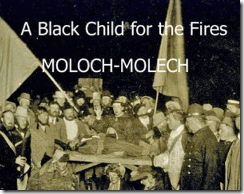 A Black Child for the Fires
MOLOCH-MOLECH